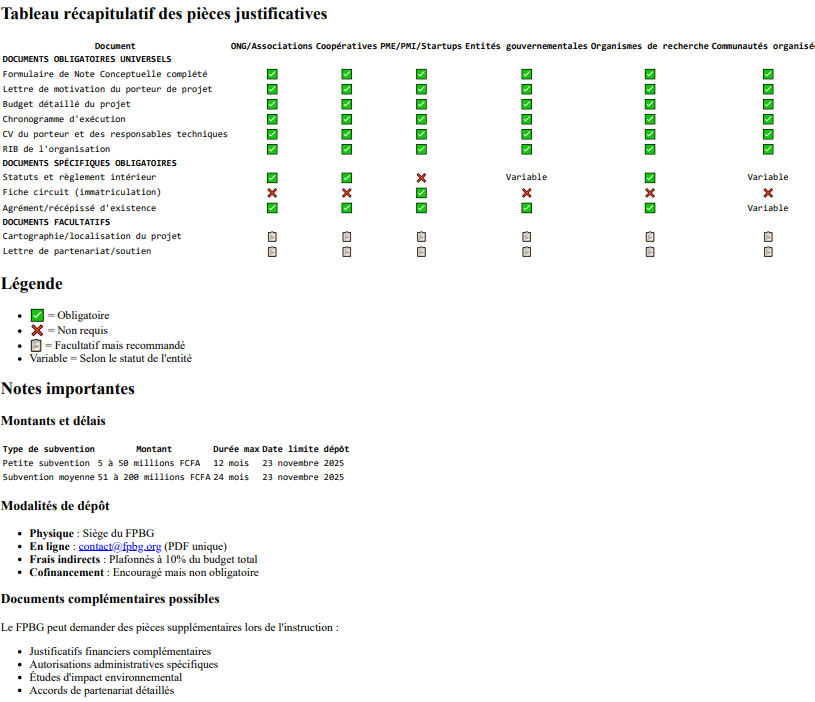 Tableau récapitulatif des pièces justificatives
Document ONG/Associations Coopératives PME/PMI/Startups Entités gouvernementales Organismes de recherche Communautés organisé
DOCUMENTS OBLIGATOIRES UNIVERSELS
Formulaire de Note Conceptuelle complété ✅ ✅ ✅ ✅ ✅ ✅
Lettre de motivation du porteur de projet ✅ ✅ ✅ ✅ ✅ ✅
Budget détaillé du projet ✅ ✅ ✅ ✅ ✅ ✅
Chronogramme d'exécution ✅ ✅ ✅ ✅ ✅ ✅
CV du porteur et des responsables techniques ✅ ✅ ✅ ✅ ✅ ✅
RIB de l'organisation ✅ ✅ ✅ ✅ ✅ ✅
DOCUMENTS SPÉCIFIQUES OBLIGATOIRES
Statuts et règlement intérieur ✅ ✅ ❌ Variable ✅ Variable
Fiche circuit (immatriculation) ❌ ❌ ✅ ❌ ❌ ❌
Agrément/récépissé d'existence ✅ ✅ ✅ ✅ ✅ Variable
DOCUMENTS FACULTATIFS
Cartographie/localisation du projet 📋 📋 📋 📋 📋 📋
Lettre de partenariat/soutien 📋 📋 📋 📋 📋 📋
Légende
• ✅ = Obligatoire
• ❌ = Non requis
• 📋 = Facultatif mais recommandé
• Variable = Selon le statut de l'entité
Notes importantes
Montants et délais
Type de subvention Montant Durée max Date limite dépôt
Petite subvention 5 à 50 millions FCFA 12 mois 23 novembre 2025
Subvention moyenne 51 à 200 millions FCFA 24 mois 23 novembre 2025
Modalités de dépôt
• Physique : Siège du FPBG
• En ligne : contact@fpbg.org (PDF unique)
• Frais indirects : Plafonnés à 10% du budget total
• Cofinancement : Encouragé mais non obligatoire
Documents complémentaires possibles
Le FPBG peut demander des pièces supplémentaires lors de l'instruction :
• Justificatifs financiers complémentaires
• Autorisations administratives spécifiques
• Études d'impact environnemental
• Accords de partenariat détaillés